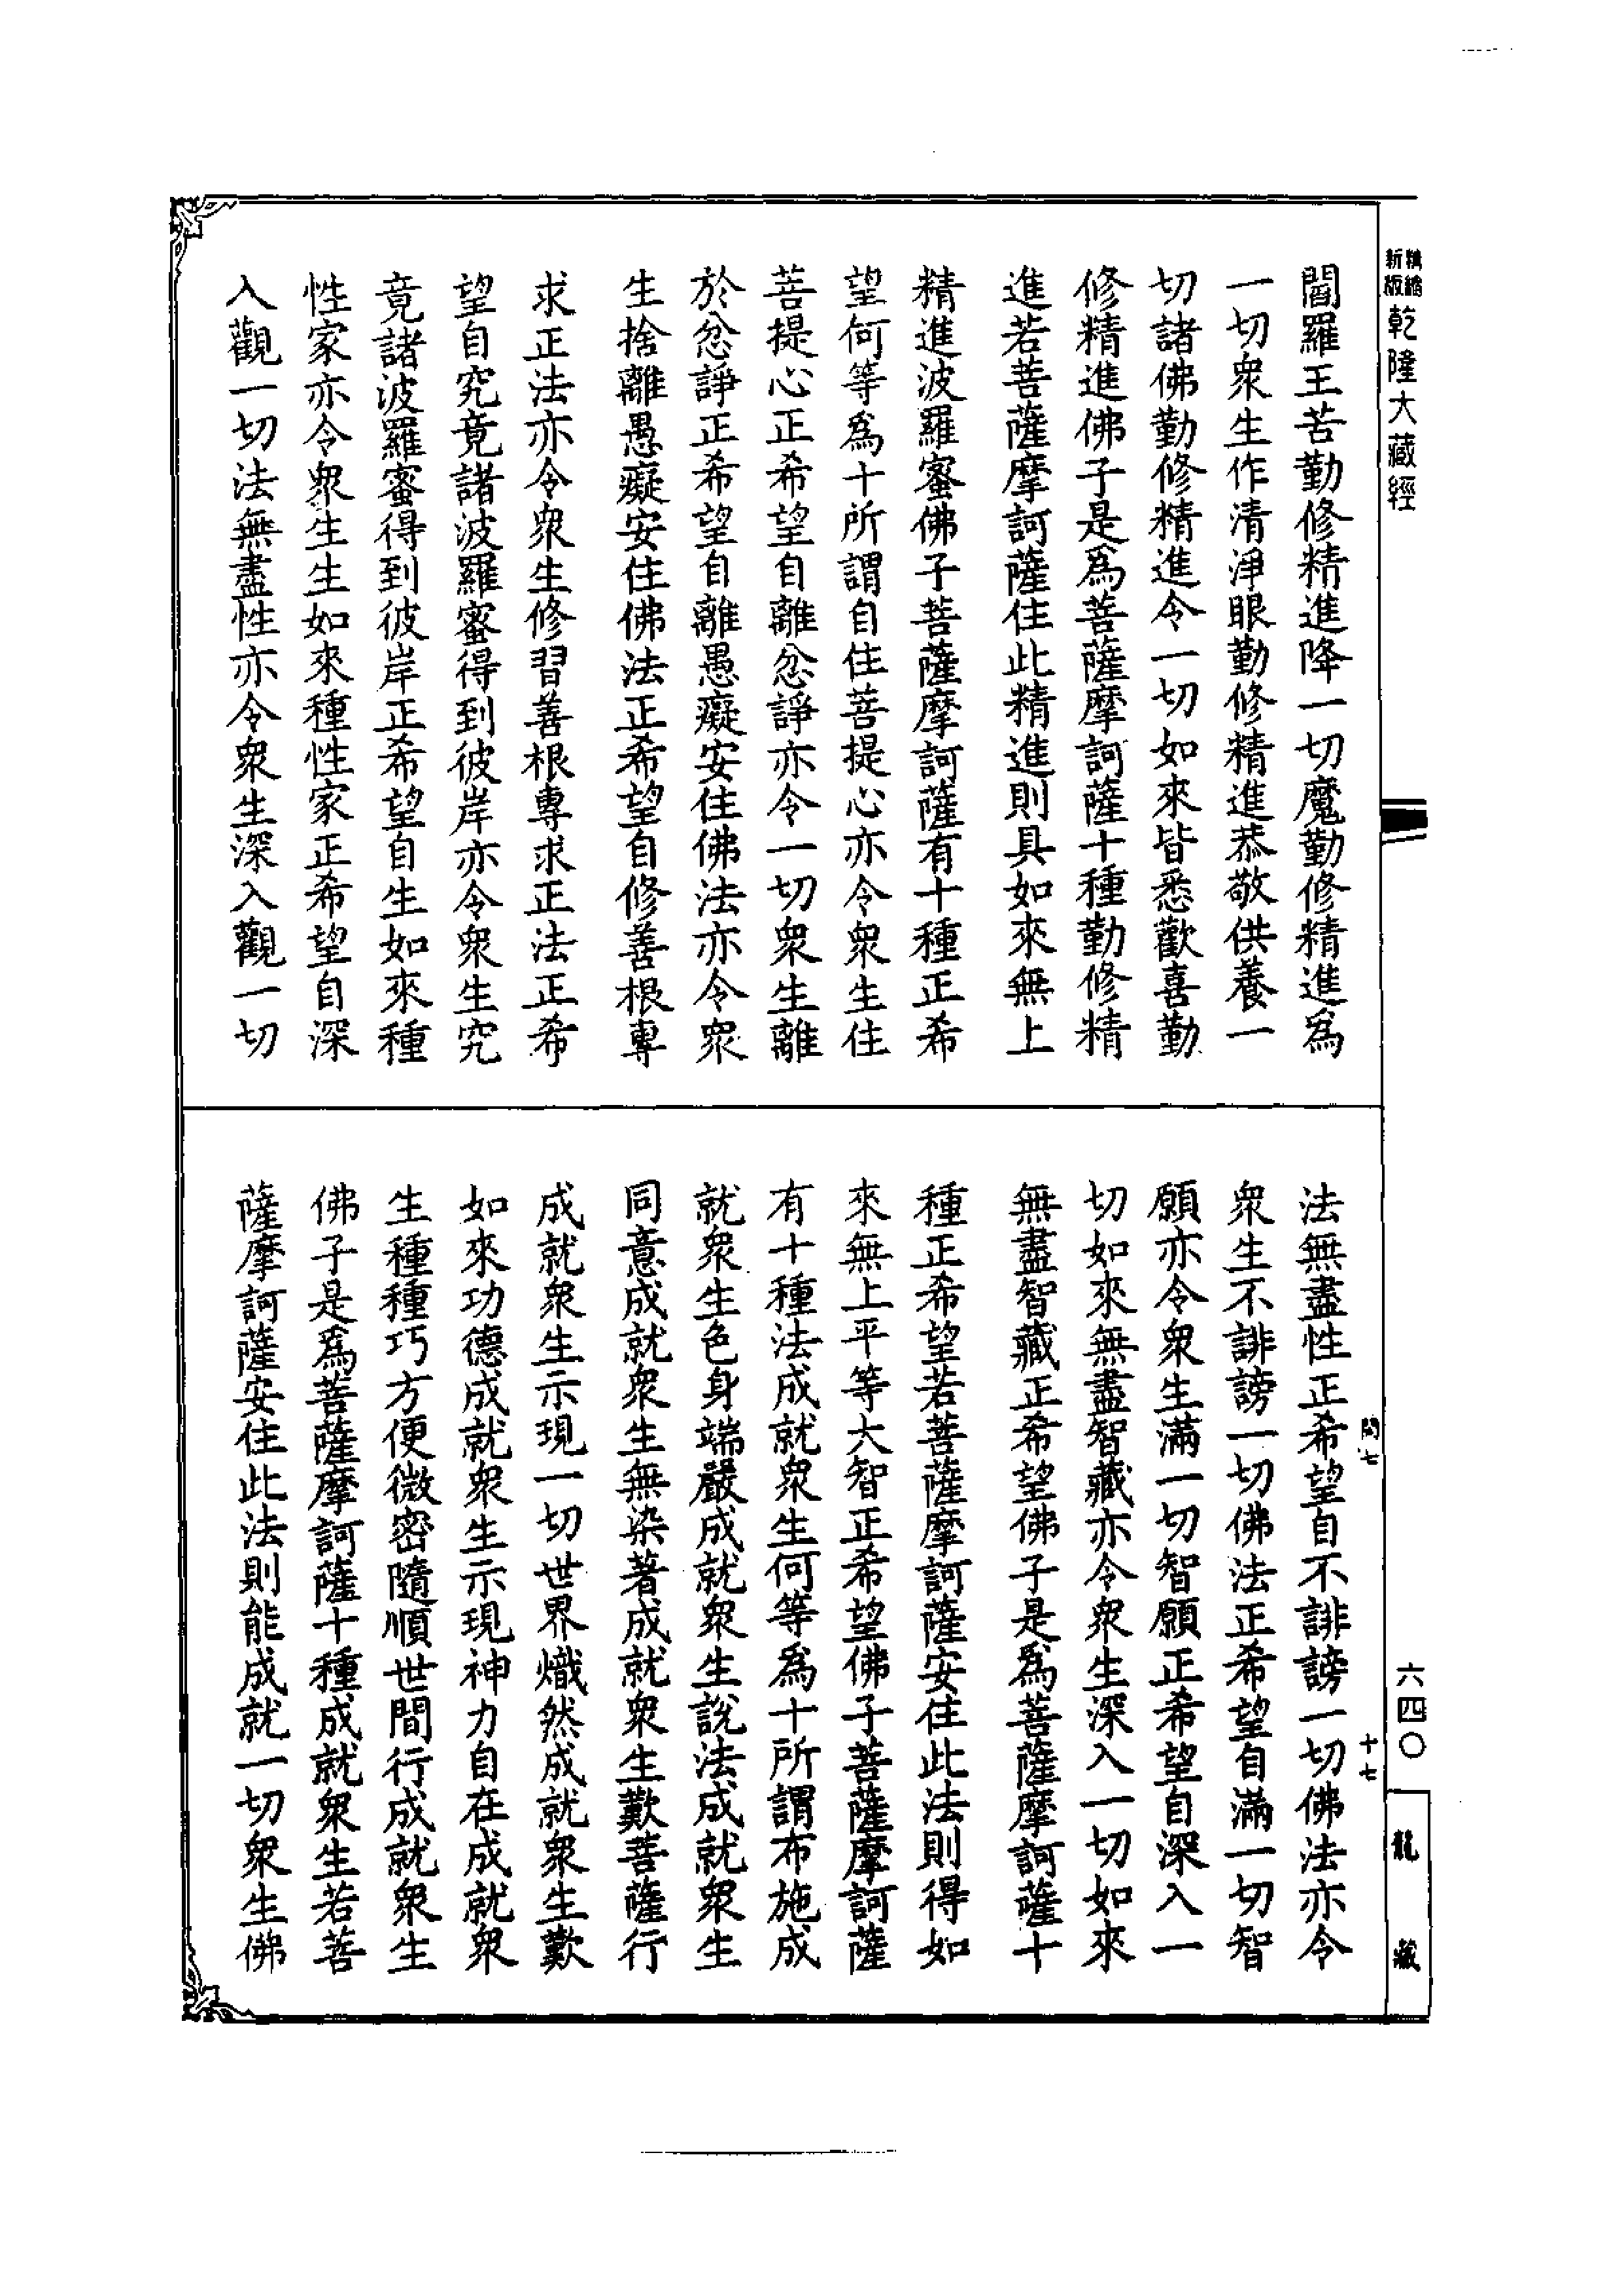 精縮
新版
乾隆大藏經
閻羅王苦勤修精進降一切魔勤修精進爲
一切衆生作清淨眼勤修精進恭敬供養一
切諸佛勤修精進令一切如來皆悉歡喜勤
修精進佛子是爲菩薩摩訶薩十種勤修精
進若菩薩摩訶薩住此精進則具如來無上
精進波羅蜜佛子菩薩摩訶薩有十種正希
望何等爲十所謂自住菩提心亦令衆生住
菩提心正希望自離忿諍亦令一切衆生離
於忿諍正希望自離愚癡安住佛法亦令衆
生捨離愚癡安住佛法正希望自修善根專
求正法亦令衆生修習善根專求正法正希
望自究竟諸波羅蜜得到彼岸亦令衆生究
竟諸波羅蜜得到彼岸正希望自生如來種
性家亦令衆生生如來種性家正希望自深
入觀一切法無盡性亦令衆生深入觀一切
法無盡性正希望自不誹謗一切佛法亦令
衆生不誹謗一切佛法正希望自滿一切智
願亦令衆生滿一切智願正希望自深入一
切如來無盡智藏亦令衆生深入一切如來
無盡智藏正希望佛子是爲菩薩摩訶薩十
種正希望若菩薩摩訶薩安住此法則得如
來無上平等大智正希望佛子菩薩摩訶薩
有十種法成就衆生何等爲十所謂布施成
就衆生色身端嚴成就衆生說法成就衆生
同意成就衆生無染著成就衆生歎菩薩行
成就衆生示現一切世界熾然成就衆生歎
如來功德成就衆生示現神力自在成就衆
生種種巧方便微密隨順世間行成就衆生
佛子是爲菩薩摩訶薩十種成就衆生若菩
薩摩訶薩安住此法則能成就一切衆生佛
十七
六四〇
龍藏